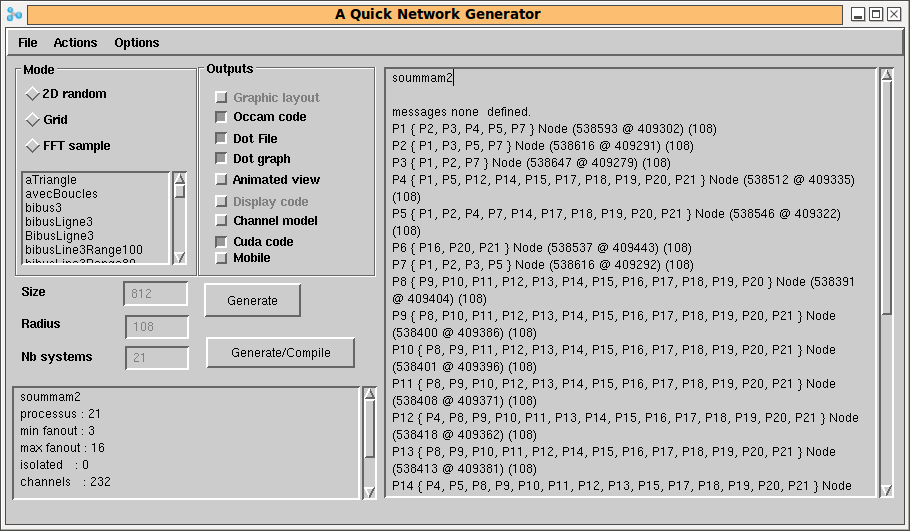 A Quick Network Generator
File Actions Options
Mode
2D random
Grid
FFT sample
aTriangle
avecBoucles
bibus3
bibusLigne3
BibusLigne3
bibusLine3Range100
Outputs
Graphic layout
Occam code
Dot File
Dot graph
Animated view
Display code
Channel model
Cuda code
Mobile
Size 812
Radius 108
Nb systems 21
Generate
Generate/Compile
soummam2
processus : 21
min fanout : 3
max fanout : 16
isolated : 0
channels : 232
soummam2
messages none defined.
P1 { P2, P3, P4, P5, P7 } Node (538593 @ 409302) (108)
P2 { P1, P3, P5, P7 } Node (538616 @ 409291) (108)
P3 { P1, P2, P7 } Node (538647 @ 409279) (108)
P4 { P1, P5, P12, P14, P15, P17, P18, P19, P20, P21 } Node (538512 @ 409335)
(108)
P5 { P1, P2, P4, P7, P14, P17, P18, P19, P20, P21 } Node (538546 @ 409322)
(108)
P6 { P16, P20, P21 } Node (538537 @ 409443) (108)
P7 { P1, P2, P3, P5 } Node (538616 @ 409292) (108)
P8 { P9, P10, P11, P12, P13, P14, P15, P16, P17, P18, P19, P20 } Node (538391
@ 409404) (108)
P9 { P8, P10, P11, P12, P13, P14, P15, P16, P17, P18, P19, P20, P21 } Node
(538400 @ 409386) (108)
P10 { P8, P9, P11, P12, P13, P14, P15, P16, P17, P18, P19, P20, P21 } Node
(538401 @ 409396) (108)
P11 { P8, P9, P10, P12, P13, P14, P15, P16, P17, P18, P19, P20, P21 } Node
(538408 @ 409371) (108)
P12 { P4, P8, P9, P10, P11, P13, P14, P15, P16, P17, P18, P19, P20, P21 } Node
(538418 @ 409362) (108)
P13 { P8, P9, P10, P11, P12, P14, P15, P16, P17, P18, P19, P20, P21 } Node
(538413 @ 409381) (108)
P14 { P4, P5, P8, P9, P10, P11, P12, P13, P15, P17, P18, P19, P20, P21 } Node